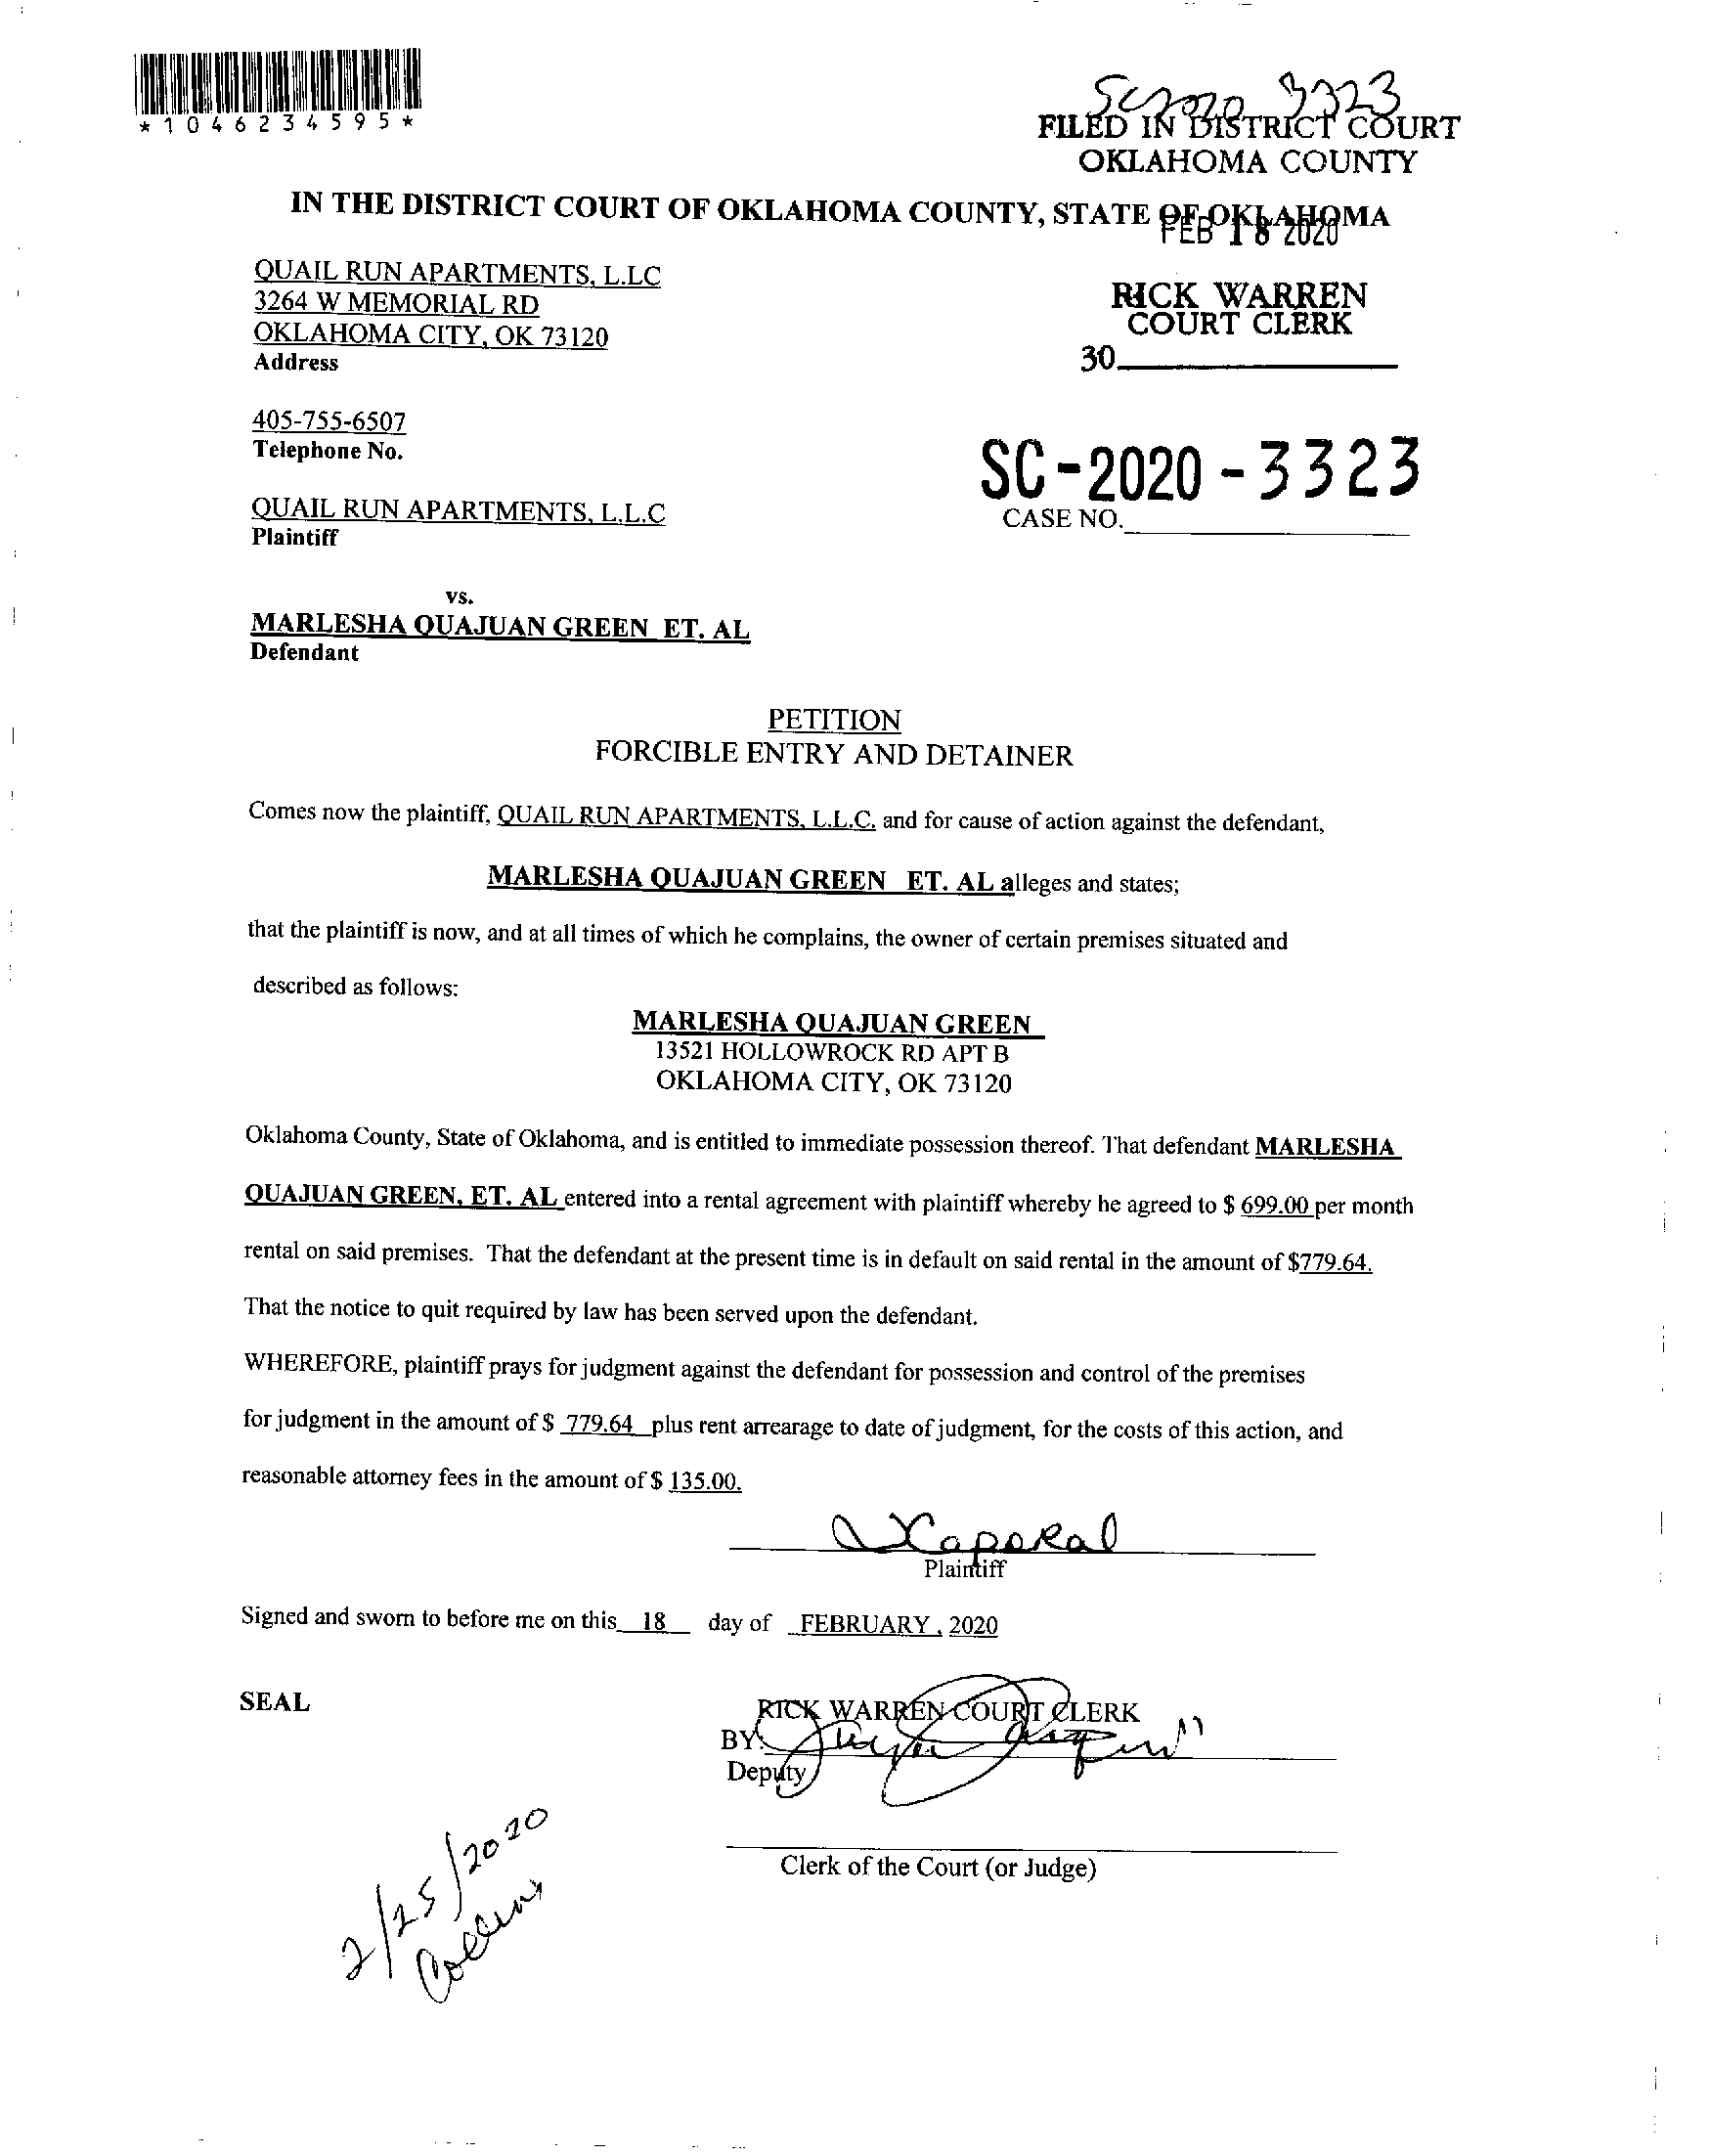 *1046234595*
SC2020 3323
FILED IN DISTRICT COURT
OKLAHOMA COUNTY
IN THE DISTRICT COURT OF OKLAHOMA COUNTY, STATE OF OKLAHOMA
FEB 18 2020
QUAIL RUN APARTMENTS, L.LC
3264 W MEMORIAL RD
OKLAHOMA CITY, OK 73120
Address
RICK WARREN
COURT CLERK
30
405-755-6507
Telephone No.
SC-2020-3323
CASE NO.
QUAIL RUN APARTMENTS, L.L.C
Plaintiff
vs.
MARLESHA QUAJUAN GREEN ET. AL
Defendant
PETITION
FORCIBLE ENTRY AND DETAINER
Comes now the plaintiff, QUAIL RUN APARTMENTS, L.L.C. and for cause of action against the defendant,
MARLESHA QUAJUAN GREEN ET. AL alleges and states;
that the plaintiff is now, and at all times of which he complains, the owner of certain premises situated and
described as follows:
MARLESHA QUAJUAN GREEN
13521 HOLLOWROCK RD APT B
OKLAHOMA CITY, OK 73120
Oklahoma County, State of Oklahoma, and is entitled to immediate possession thereof. That defendant MARLESHA
QUAJUAN GREEN, ET. AL entered into a rental agreement with plaintiff whereby he agreed to $ 699.00 per month
rental on said premises. That the defendant at the present time is in default on said rental in the amount of $779.64.
That the notice to quit required by law has been served upon the defendant.
WHEREFORE, plaintiff prays for judgment against the defendant for possession and control of the premises
for judgment in the amount of $ 779.64 plus rent arrearage to date of judgment, for the costs of this action, and
reasonable attorney fees in the amount of $ 135.00.
Plaintiff
Signed and sworn to before me on this 18 day of FEBRUARY, 2020
SEAL
RICK WARREN COURT CLERK
BY:
Deputy
Clerk of the Court (or Judge)
2/25/2020